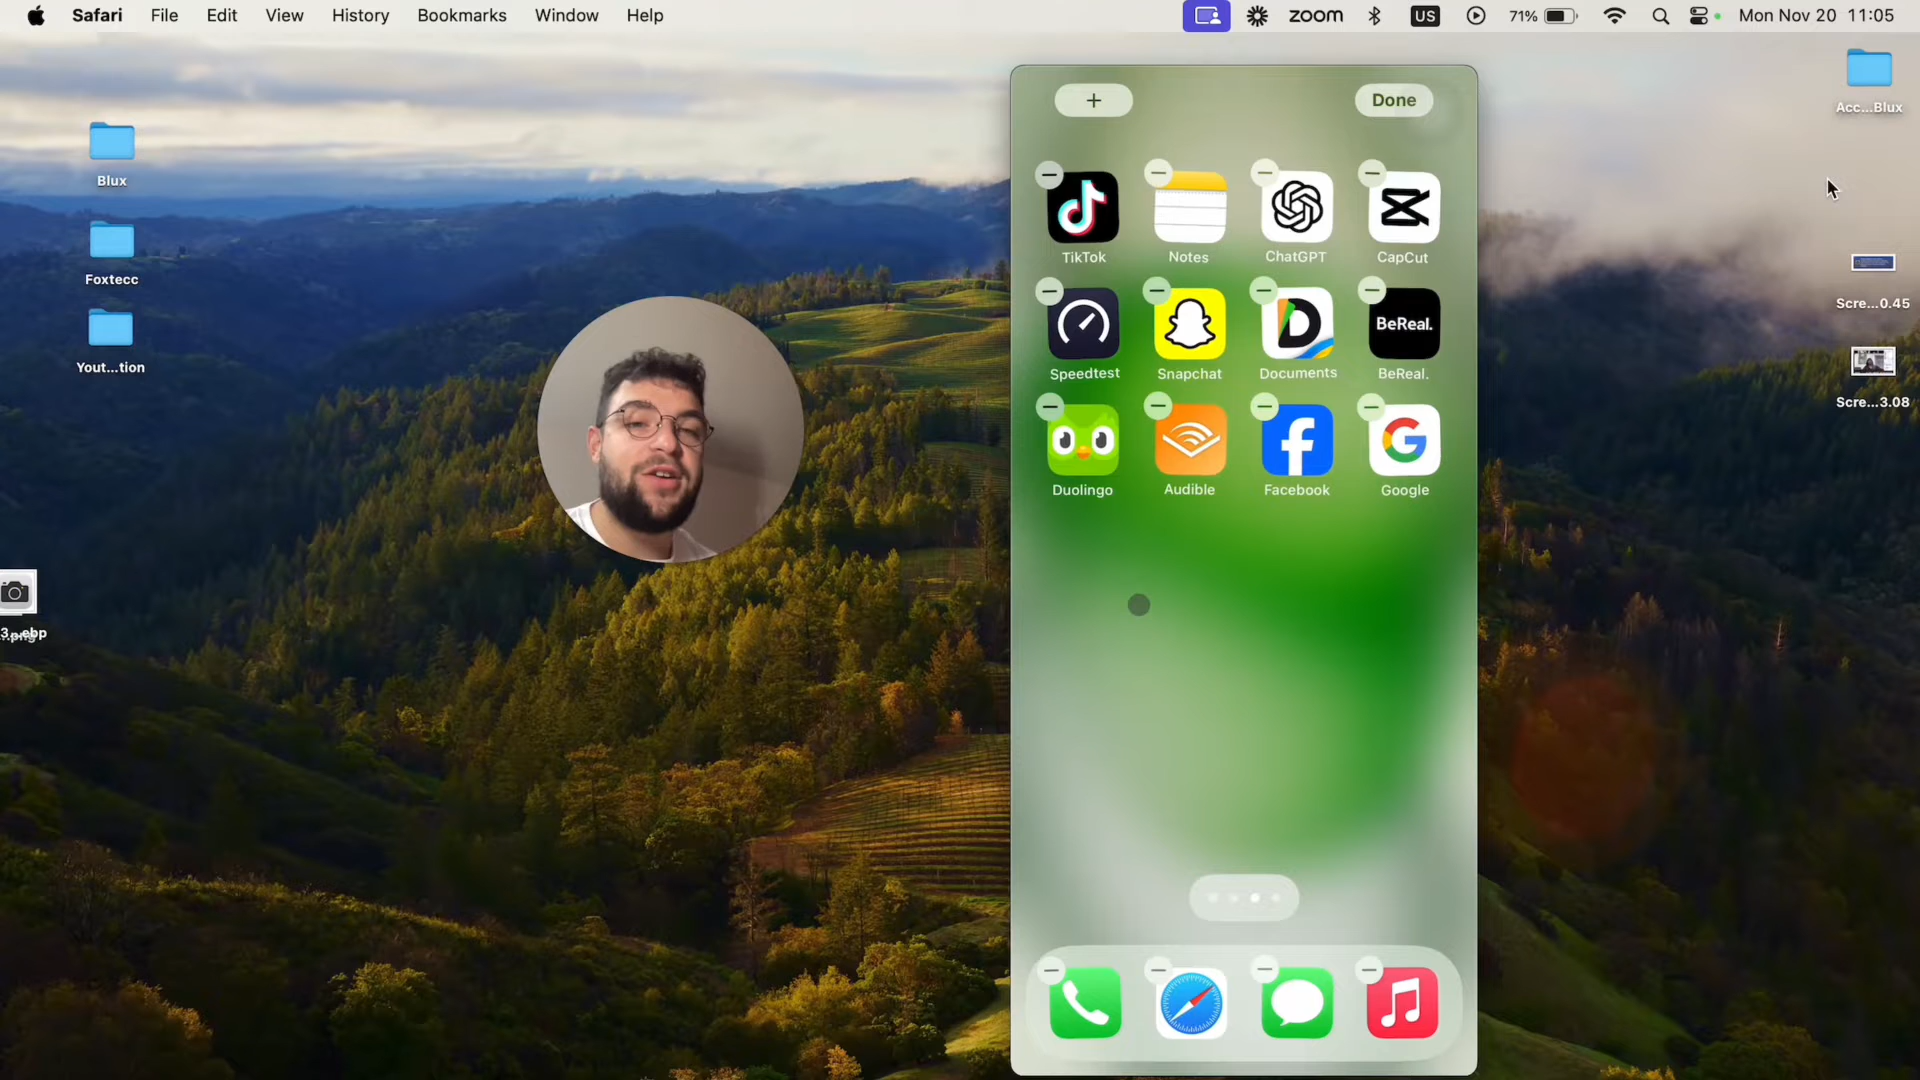 Safari File Edit View History Bookmarks Window Help zoom US 71% Mon Nov 20 11:05
Blux
Foxtecc
Yout...tion
+ Done
TikTok Notes ChatGPT CapCut
BeReal.
Speedtest Snapchat Documents BeReal.
Duolingo Audible Facebook Google
Acc...Blux
Scre...0.45
Scre...3.08